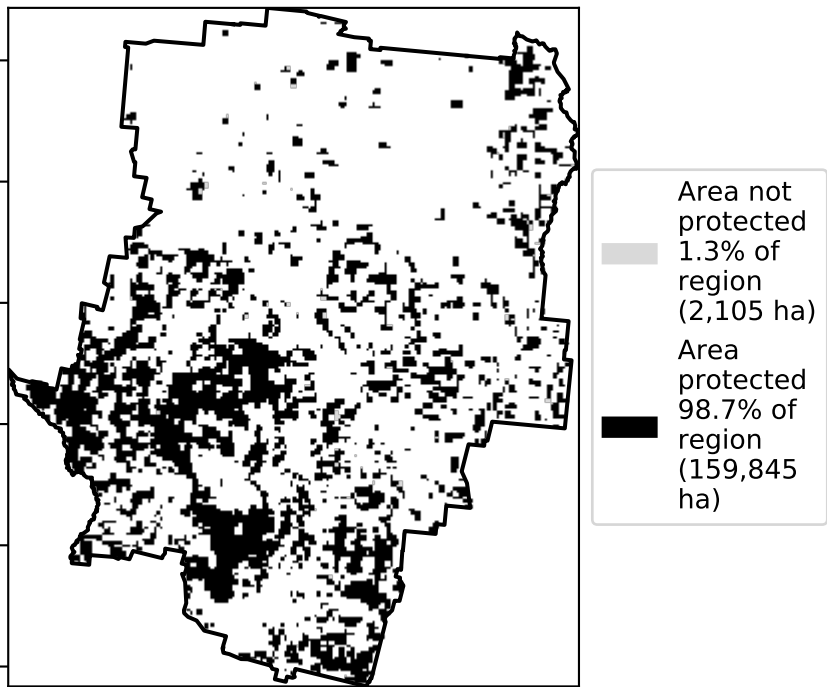 Area not
protected
1.3% of
region
(2,105 ha)
Area
protected
98.7% of
region
(159,845
ha)